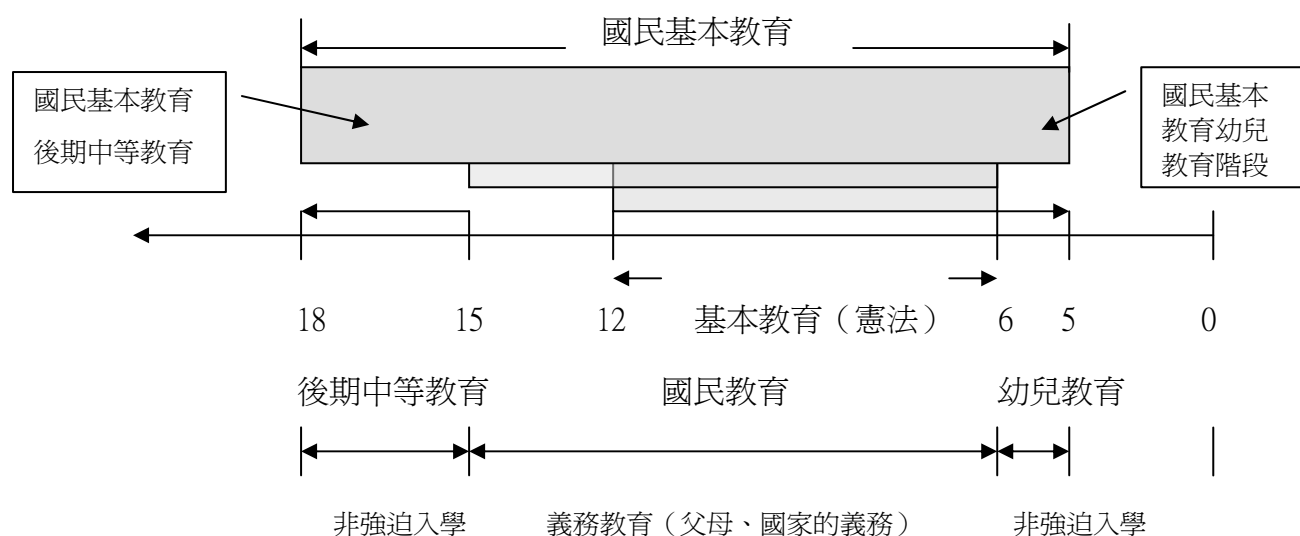 國民基本教育
國民基本教育
後期中等教育
國民基本
教育幼兒
教育階段
18 15 12 基本教育（憲法） 6 5 0
後期中等教育 國民教育 幼兒教育
非強迫入學 義務教育（父母、國家的義務） 非強迫入學